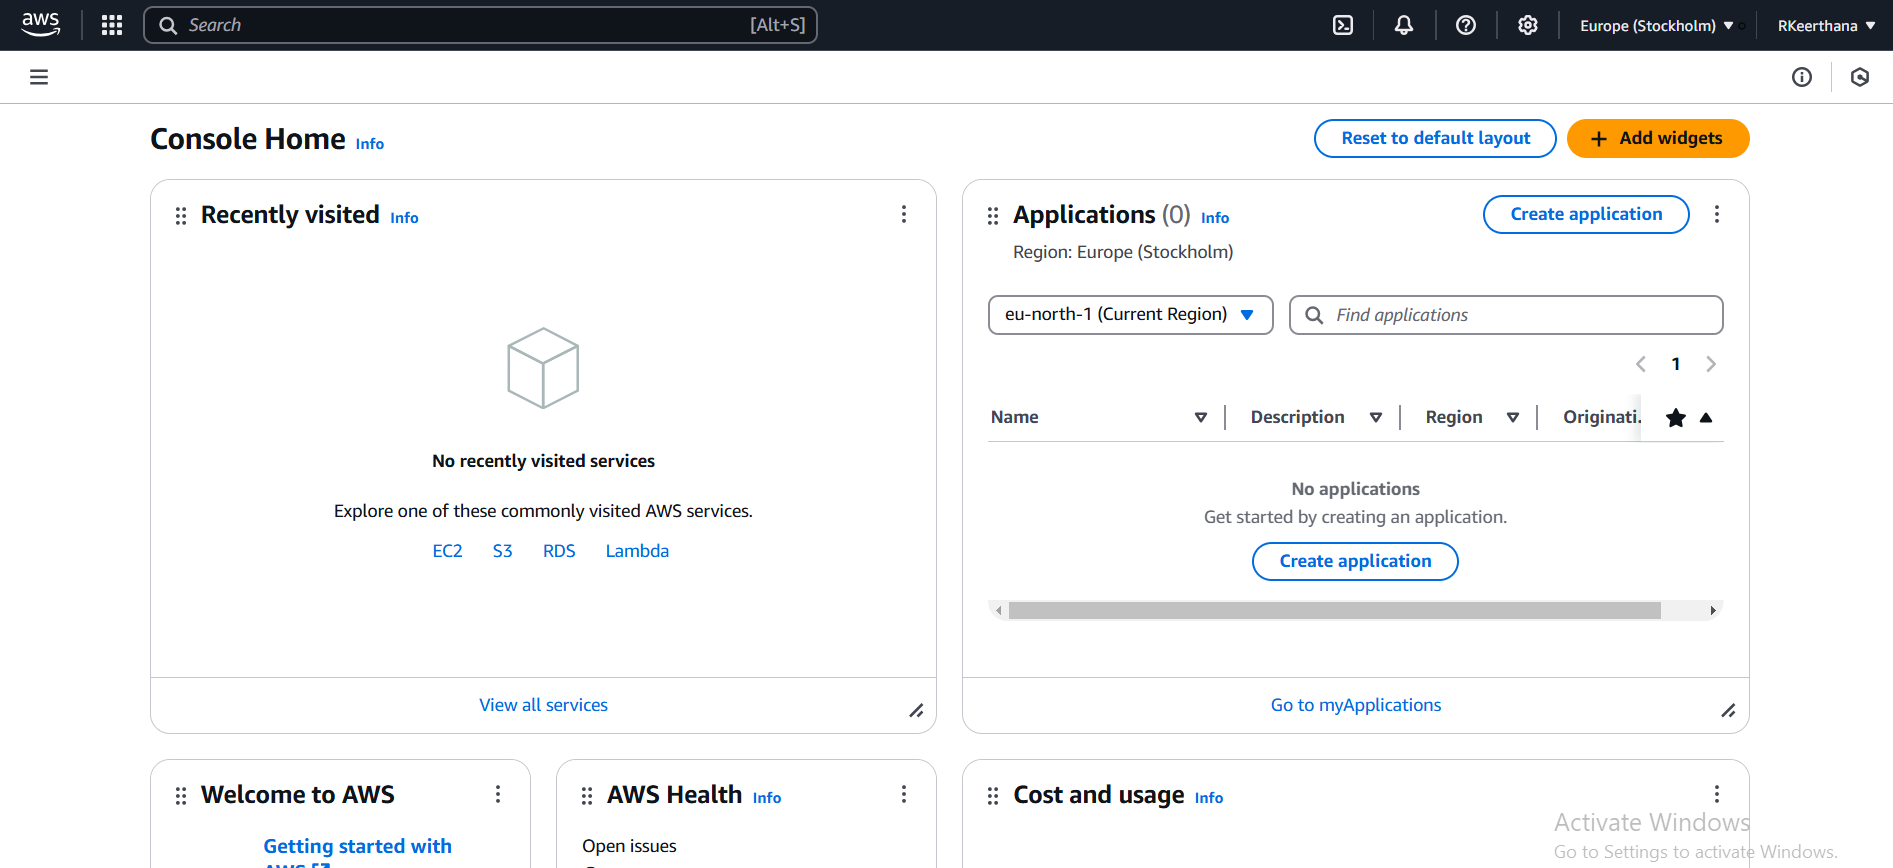 aws
Search [Alt+S]
Europe (Stockholm)
RKeerthana
Console Home Info
Reset to default layout
Add widgets
Recently visited Info
No recently visited services
Explore one of these commonly visited AWS services.
EC2 S3 RDS Lambda
View all services
Applications (0) Info
Create application
Region: Europe (Stockholm)
eu-north-1 (Current Region)
Find applications
1
Name Description Region Originati.
No applications
Get started by creating an application.
Create application
Go to myApplications
Welcome to AWS
Getting started with
AWS
AWS Health Info
Open issues
Cost and usage Info
Activate Windows
Go to Settings to activate Windows.